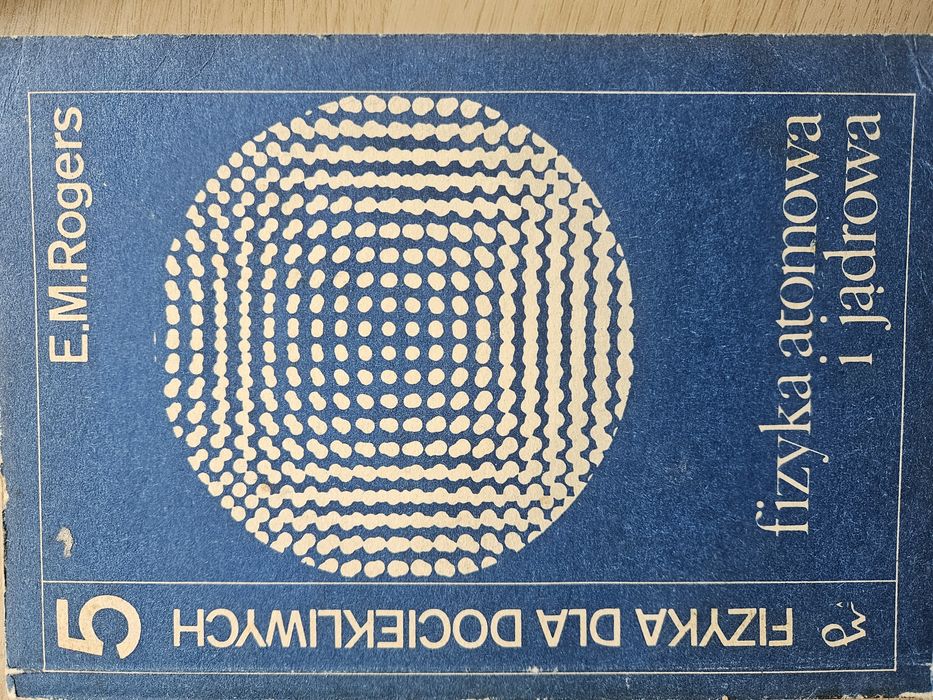 E.M.Rogers
fizyka atomowa
i jądrowa
5
FIZYKA DLA DOCIEKLIWYCH